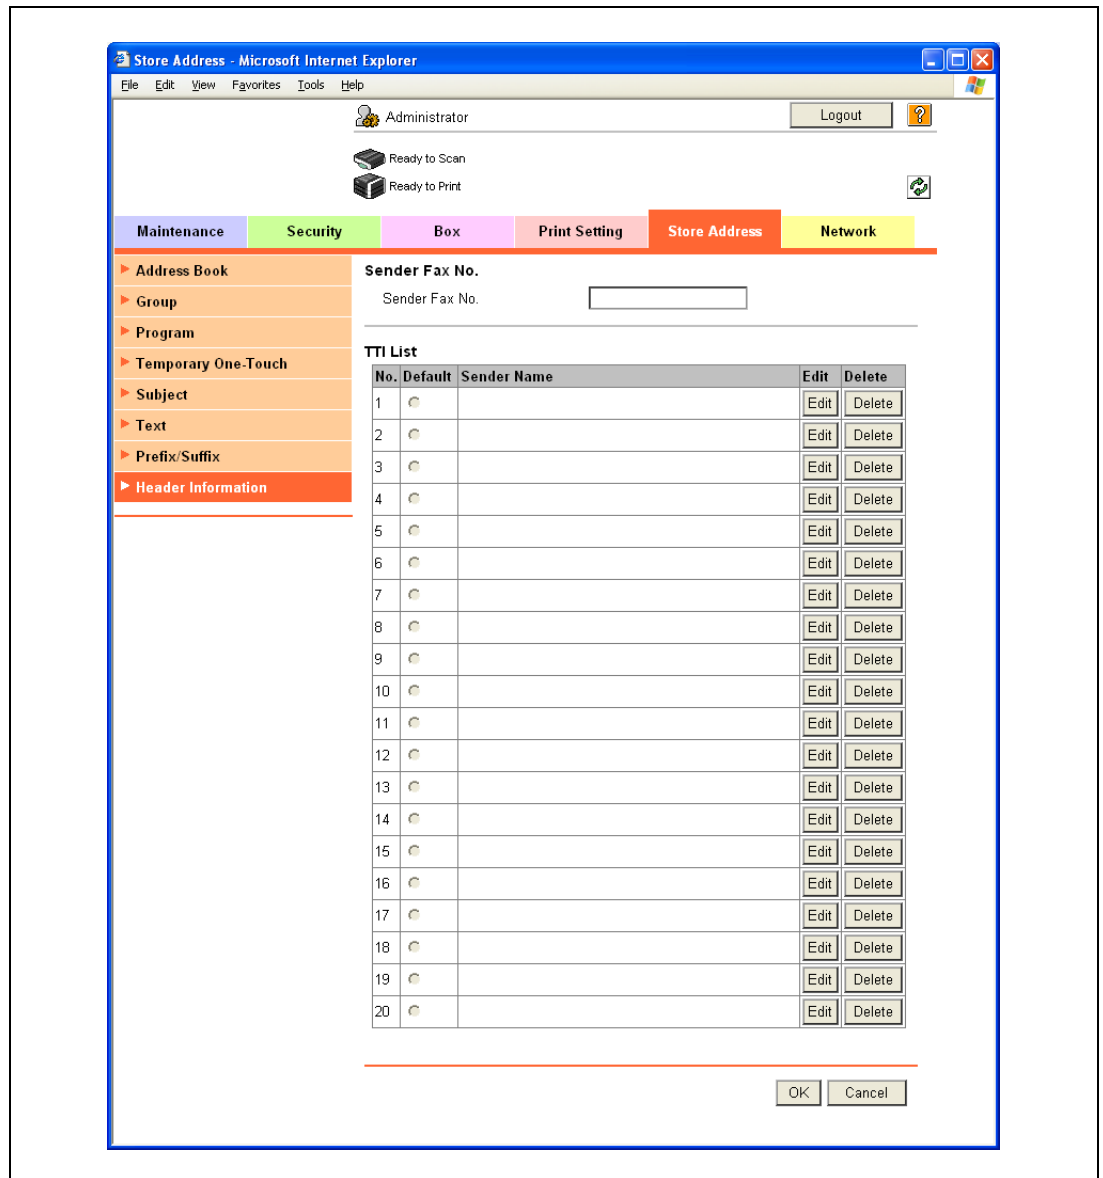 Store Address - Microsoft Internet Explorer
File Edit View Favorites Tools Help
Administrator Logout ?
Ready to Scan
Ready to Print
Maintenance Security Box Print Setting Store Address Network
Address Book
Group
Program
Temporary One-Touch
Subject
Text
Prefix/Suffix
Header Information
Sender Fax No.
Sender Fax No.
TTI List
No. Default Sender Name Edit Delete
1 Edit Delete
2 Edit Delete
3 Edit Delete
4 Edit Delete
5 Edit Delete
6 Edit Delete
7 Edit Delete
8 Edit Delete
9 Edit Delete
10 Edit Delete
11 Edit Delete
12 Edit Delete
13 Edit Delete
14 Edit Delete
15 Edit Delete
16 Edit Delete
17 Edit Delete
18 Edit Delete
19 Edit Delete
20 Edit Delete
OK Cancel